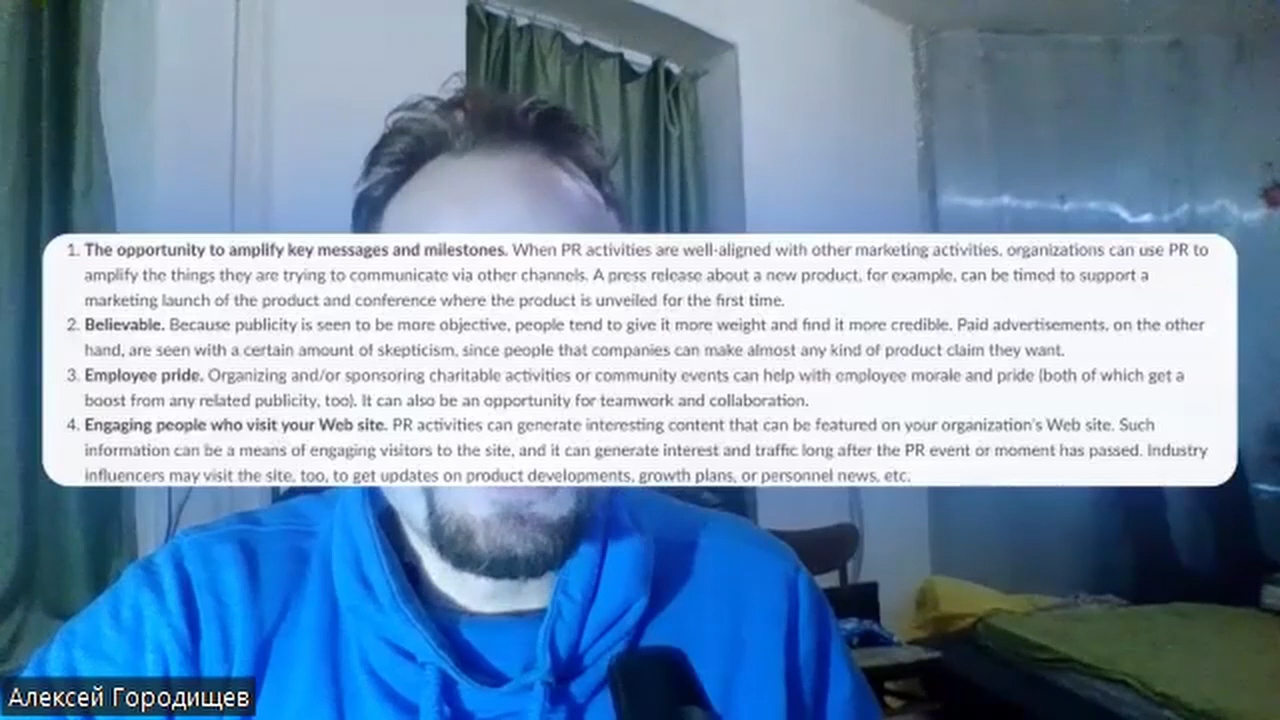 1. The opportunity to amplify key messages and milestones. When PR activities are well-aligned with other marketing activities, organizations can use PR to
amplify the things they are trying to communicate via other channels. A press release about a new product, for example, can be timed to support a
marketing launch of the product and conference where the product is unveiled for the first time.
2. Believable. Because publicity is seen to be more objective, people tend to give it more weight and find it more credible. Paid advertisements, on the other
hand, are seen with a certain amount of skepticism, since people that companies can make almost any kind of product claim they want.
3. Employee pride. Organizing and/or sponsoring charitable activities or community events can help with employee morale and pride (both of which get a
boost from any related publicity, too). It can also be an opportunity for teamwork and collaboration.
4. Engaging people who visit your Web site. PR activities can generate interesting content that can be featured on your organization's Web site. Such
information can be a means of engaging visitors to the site, and it can generate interest and traffic long after the PR event or moment has passed. Industry
influencers may visit the site, too, to get updates on product developments, growth plans, or personnel news, etc.
Алексей Городищев